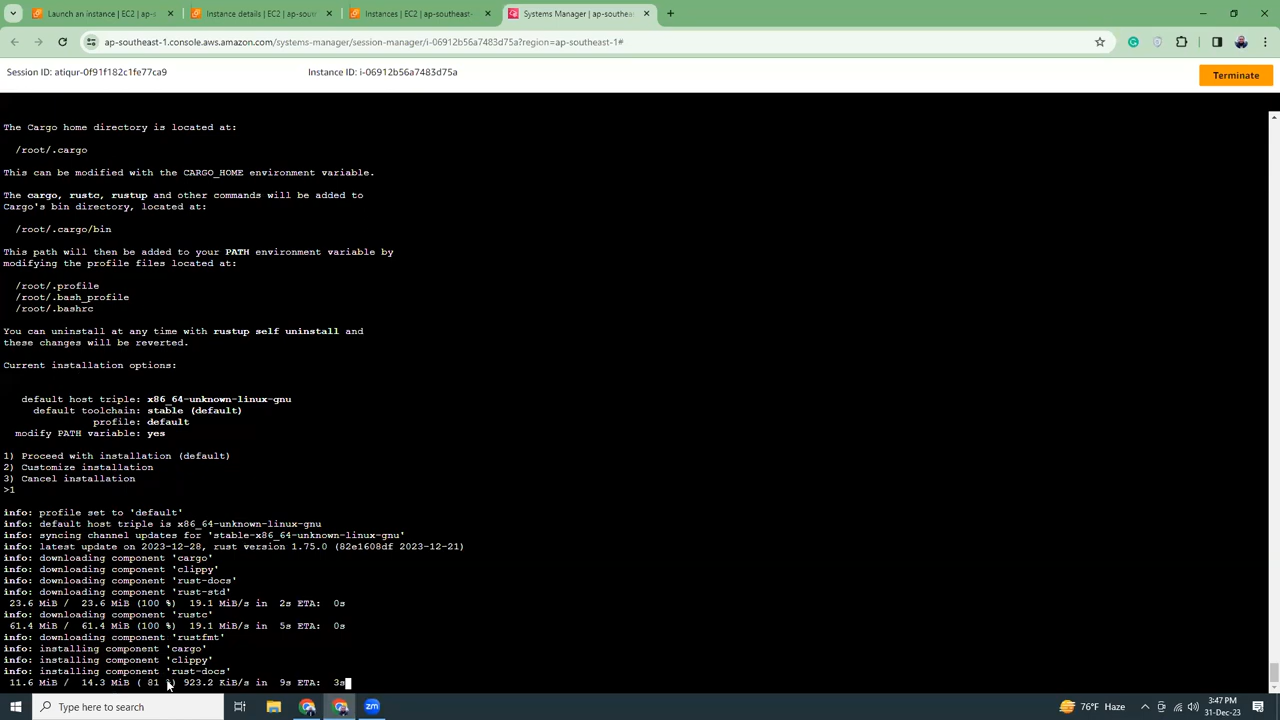 Launch an instance | EC2 | ap-s
Instance details | EC2 | ap-sout
Instances | EC2 | ap-southeast-
Systems Manager | ap-southeas
ap-southeast-1.console.aws.amazon.com/systems-manager/session-manager/i-06912b56a7483d75a?region=ap-southeast-1#
Session ID: atiqur-0f91f182c1fe77ca9
Instance ID: i-06912b56a7483d75a
Terminate
The Cargo home directory is located at:
/root/.cargo
This can be modified with the CARGO_HOME environment variable.
The cargo, rustc, rustup and other commands will be added to
Cargo's bin directory, located at:
/root/.cargo/bin
This path will then be added to your PATH environment variable by
modifying the profile files located at:
/root/.profile
/root/.bash_profile
/root/.bashrc
You can uninstall at any time with rustup self uninstall and
these changes will be reverted.
Current installation options:
default host triple: x86_64-unknown-linux-gnu
default toolchain: stable (default)
profile: default
modify PATH variable: yes
1) Proceed with installation (default)
2) Customize installation
3) Cancel installation
>1
info: profile set to 'default'
info: default host triple is x86_64-unknown-linux-gnu
info: syncing channel updates for 'stable-x86_64-unknown-linux-gnu'
info: latest update on 2023-12-28, rust version 1.75.0 (82e1608df 2023-12-21)
info: downloading component 'cargo'
info: downloading component 'clippy'
info: downloading component 'rust-docs'
info: downloading component 'rust-std'
23.6 MiB / 23.6 MiB (100 %) 19.1 MiB/s in 2s ETA: 0s
info: downloading component 'rustc'
61.4 MiB / 61.4 MiB (100 %) 19.1 MiB/s in 5s ETA: 0s
info: downloading component 'rustfmt'
info: installing component 'cargo'
info: installing component 'clippy'
info: installing component 'rust-docs'
11.6 MiB / 14.3 MiB ( 81 %) 923.2 KiB/s in 9s ETA: 3s
Type here to search
zm
76°F Haze
3:47 PM
31-Dec-23